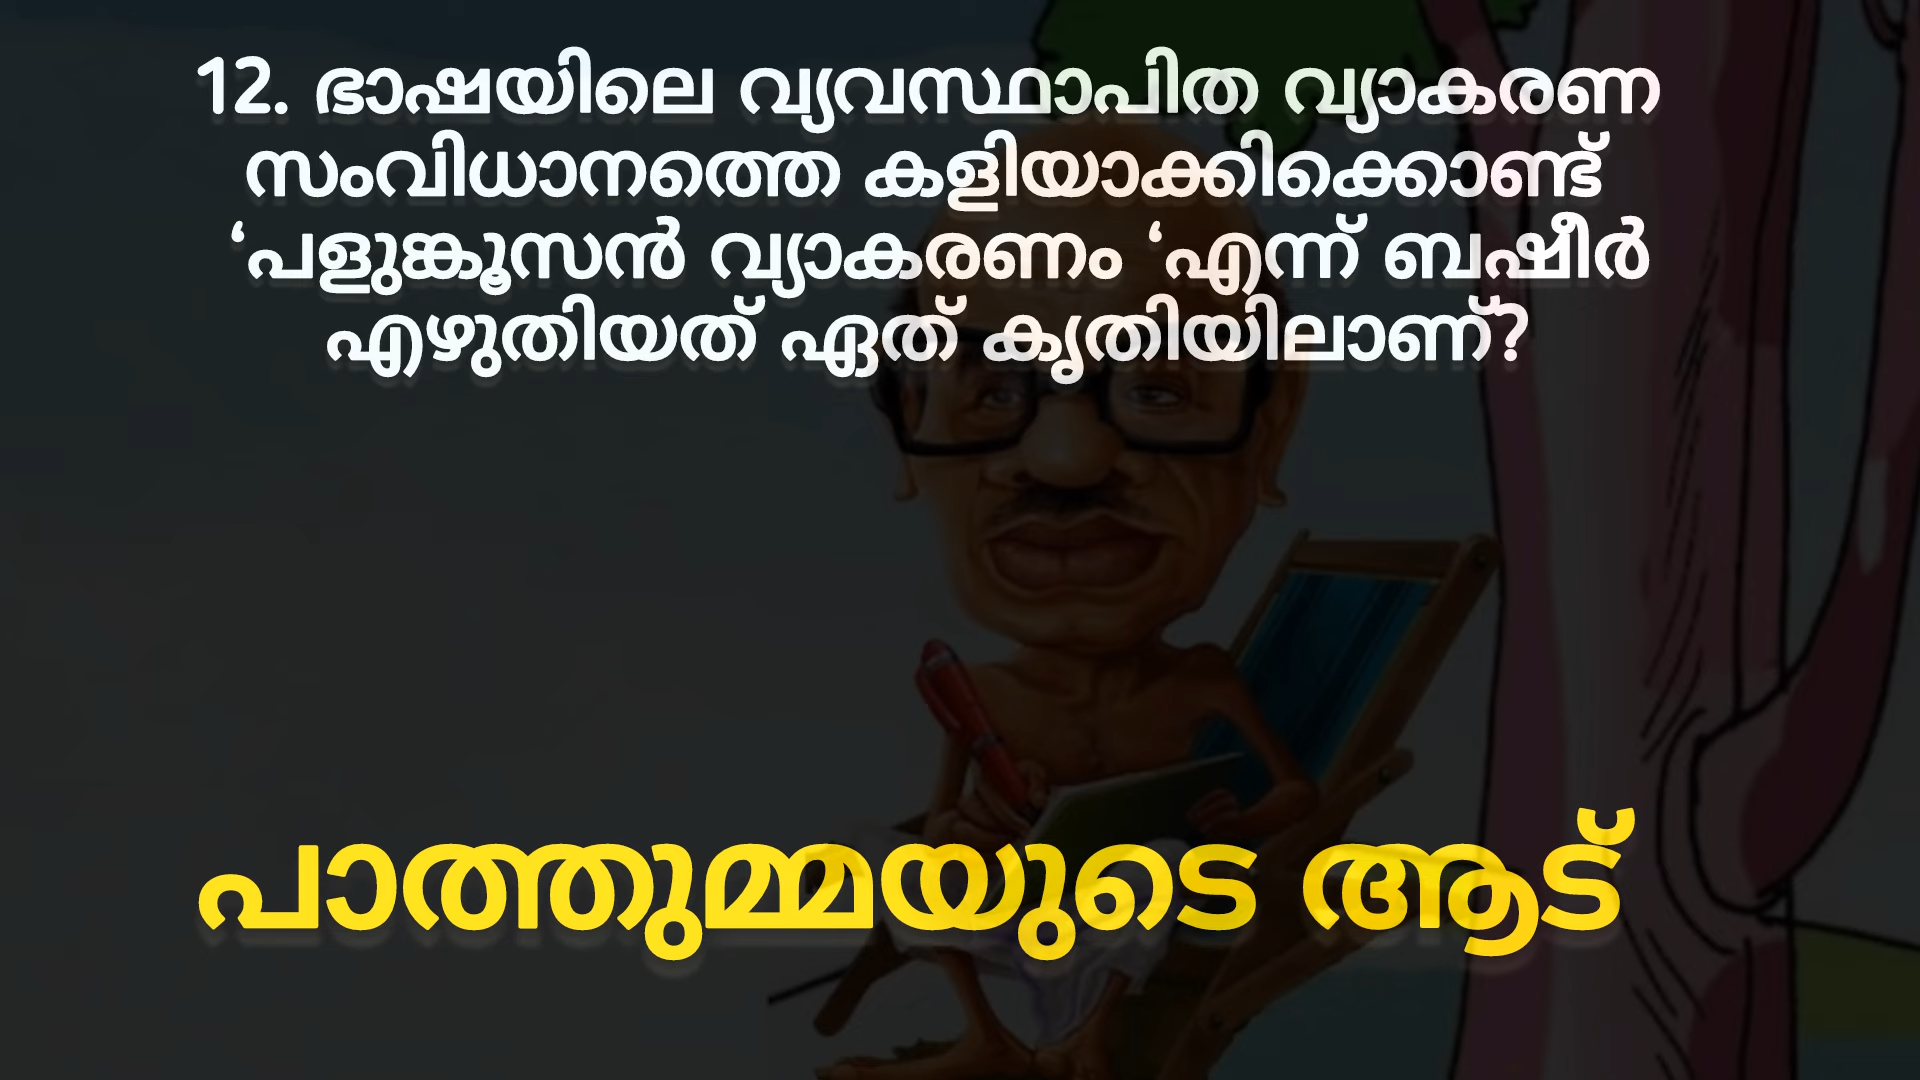 12. ഭാഷയിലെ വ്യവസ്ഥാപിത വ്യാകരണ
സംവിധാനത്തെ കളിയാക്കിക്കൊണ്ട്
‘പളുങ്കൂസൻ വ്യാകരണം ‘എന്ന് ബഷീർ
എഴുതിയത് ഏത് കൃതിയിലാണ്?
പാത്തുമ്മയുടെ ആട്